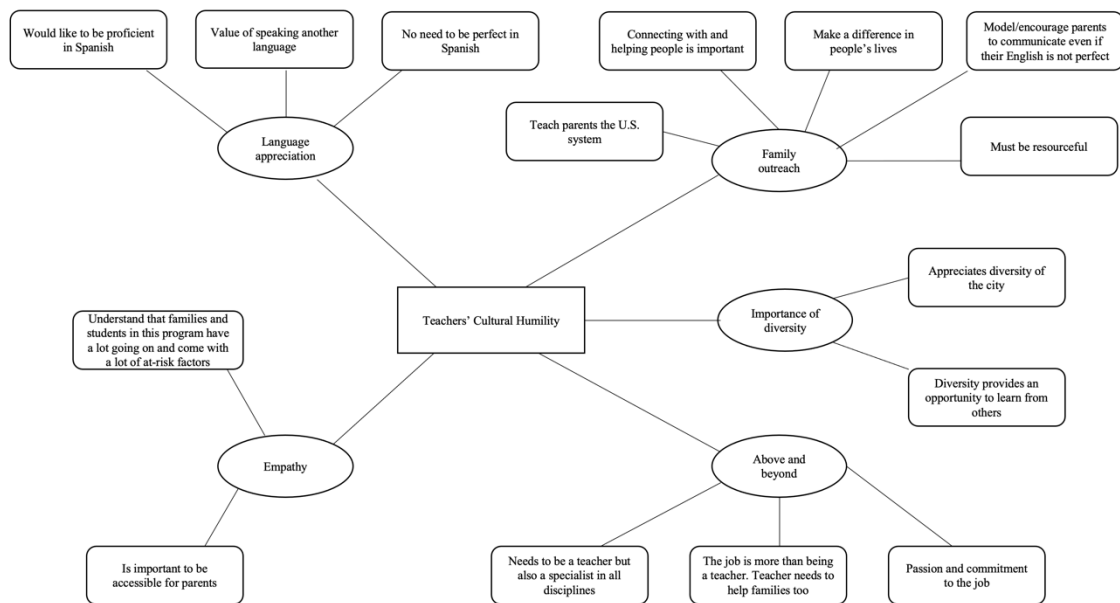 Would like to be proficient
in Spanish
Value of speaking another
language
No need to be perfect in
Spanish
Language
appreciation
Connecting with and
helping people is important
Make a difference in
people's lives
Model/encourage parents
to communicate even if
their English is not perfect
Teach parents the U.S.
system
Family
outreach
Must be resourceful
Teachers' Cultural Humility
Appreciates diversity of
the city
Importance of
diversity
Diversity provides an
opportunity to learn from
others
Understand that families and
students in this program have
a lot going on and come with
a lot of at-risk factors
Empathy
Is important to be
accessible for parents
Above and
beyond
Needs to be a teacher but
also a specialist in all
disciplines
The job is more than being
a teacher. Teacher needs to
help families too
Passion and commitment
to the job